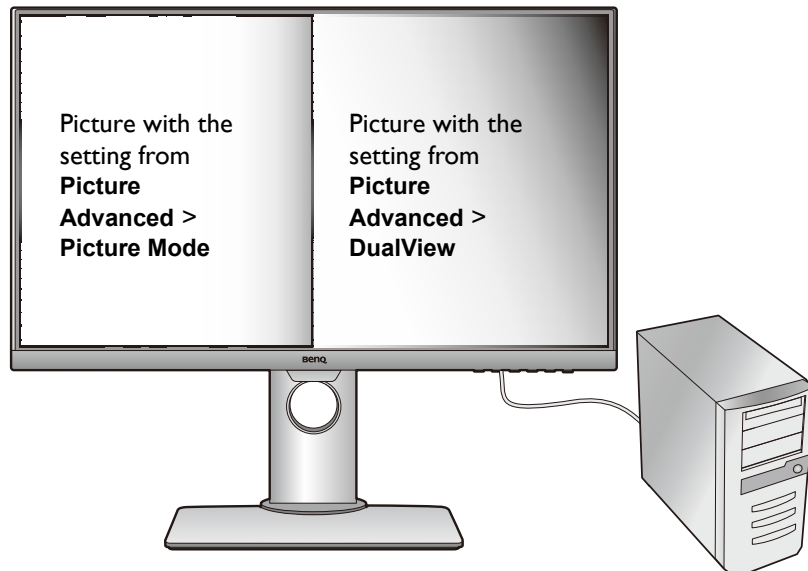 Picture with the
setting from
Picture
Advanced >
Picture Mode
Picture with the
setting from
Picture
Advanced >
DualView
BenQ